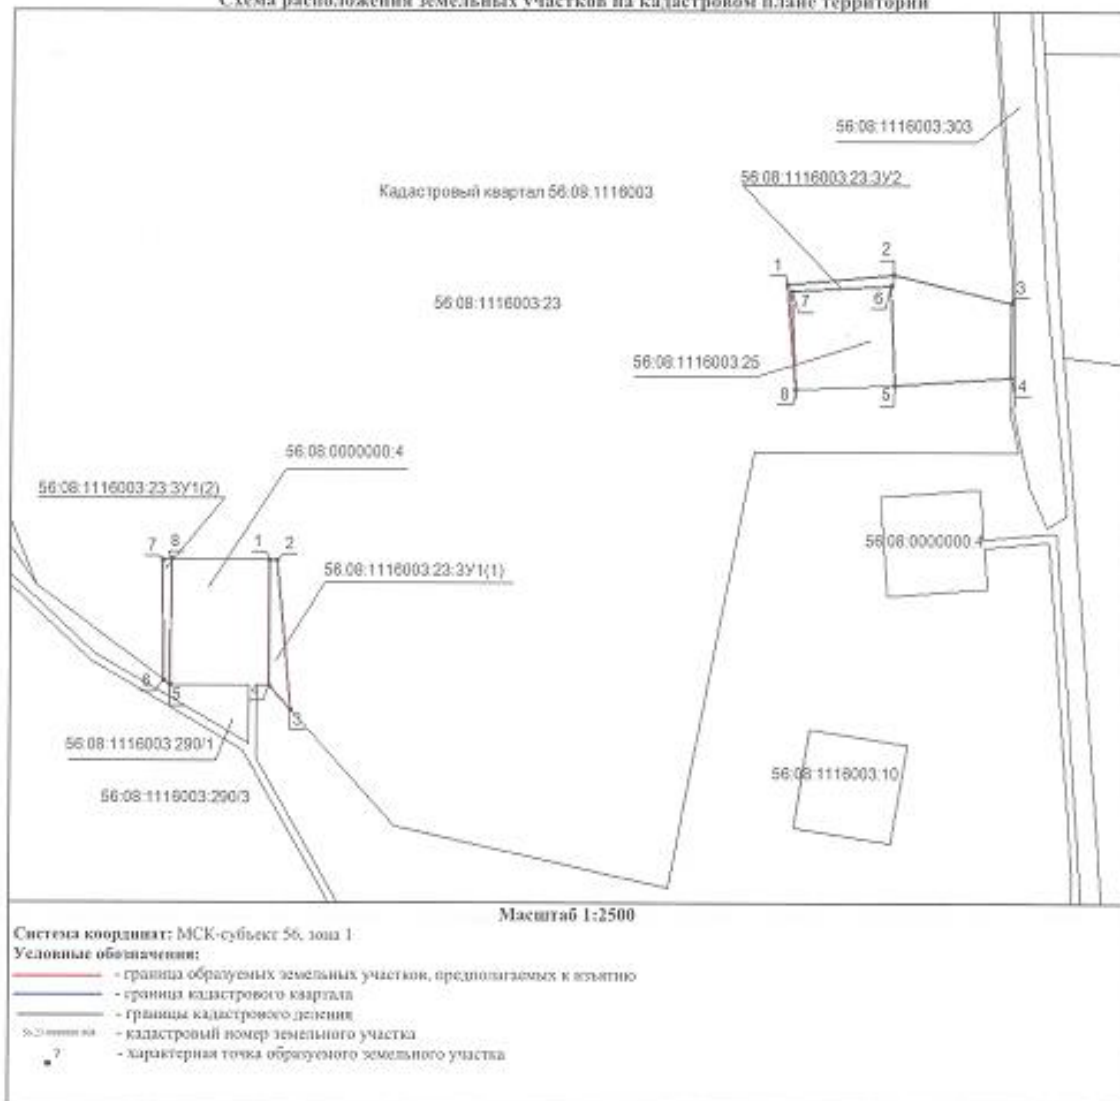 Схема расположения земельных участков на кадастровом плане территории
56:08:1116003:303
56:08:1116003:23:ЗУ2
Кадастровый квартал 56:08:1116003
1
2
3
56:08:1116003:23
7
6
56:08:1116003:25
8
5
4
56:08:0000000:4
56:08:1116003:23:ЗУ1(2)
7
8
1
2
56:08:0000000:4
56:08:1116003:23:ЗУ1(1)
6
5
4
3
56:08:1116003:290/1
56:08:1116003:10
56:08:1116003:290/3
Масштаб 1:2500
Система координат: МСК-субъект 56, зона 1
Условные обозначения:
- граница образуемых земельных участков, предполагаемых к изъятию
- граница кадастрового квартала
- границы кадастрового деления
- кадастровый номер земельного участка
7 - характерная точка образуемого земельного участка